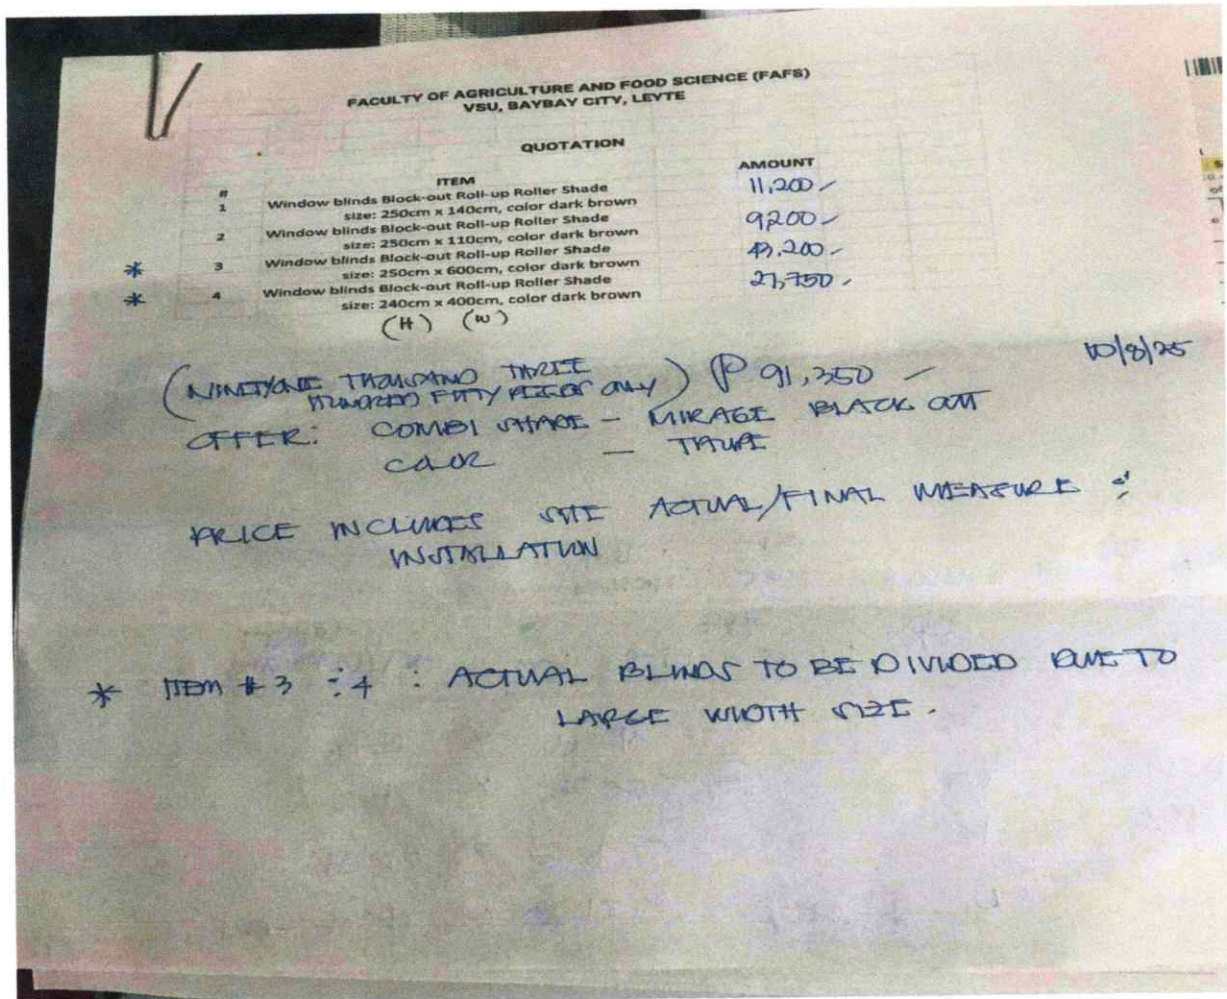 FACULTY OF AGRICULTURE AND FOOD SCIENCE (FAFS)
VSU, BAYBAY CITY, LEYTE
QUOTATION
# ITEM AMOUNT
1 Window blinds Block-out Roll-up Roller Shade 11,200-
size: 250cm x 140cm, color dark brown
2 Window blinds Block-out Roll-up Roller Shade 9200-
size: 250cm x 110cm, color dark brown
* 3 Window blinds Block-out Roll-up Roller Shade 43,200-
size: 250cm x 600cm, color dark brown
* 4 Window blinds Block-out Roll-up Roller Shade 27,750-
size: 240cm x 400cm, color dark brown
(H) (W)
10/8/25
(NINETY ONE THOUSAND THREE
HUNDRED FIFTY PESOS ONLY) ₱ 91,350 -
OFFER: COMBI SHADE - MIRAGE BLACK OUT
COLOR - TAUPE
PRICE INCLUDES SITE ACTUAL/FINAL MEASURE &
INSTALLATION
* ITEM # 3 & 4 : ACTUAL BLINDS TO BE DIVIDED DUE TO
LARGE WIDTH SIZE.